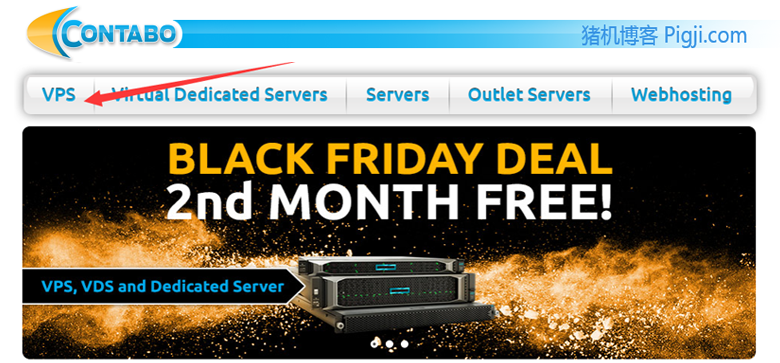 CONTABO
猪机博客 Pigji.com
VPS Virtual Dedicated Servers Servers Outlet Servers Webhosting
BLACK FRIDAY DEAL
2nd MONTH FREE!
VPS, VDS and Dedicated Server